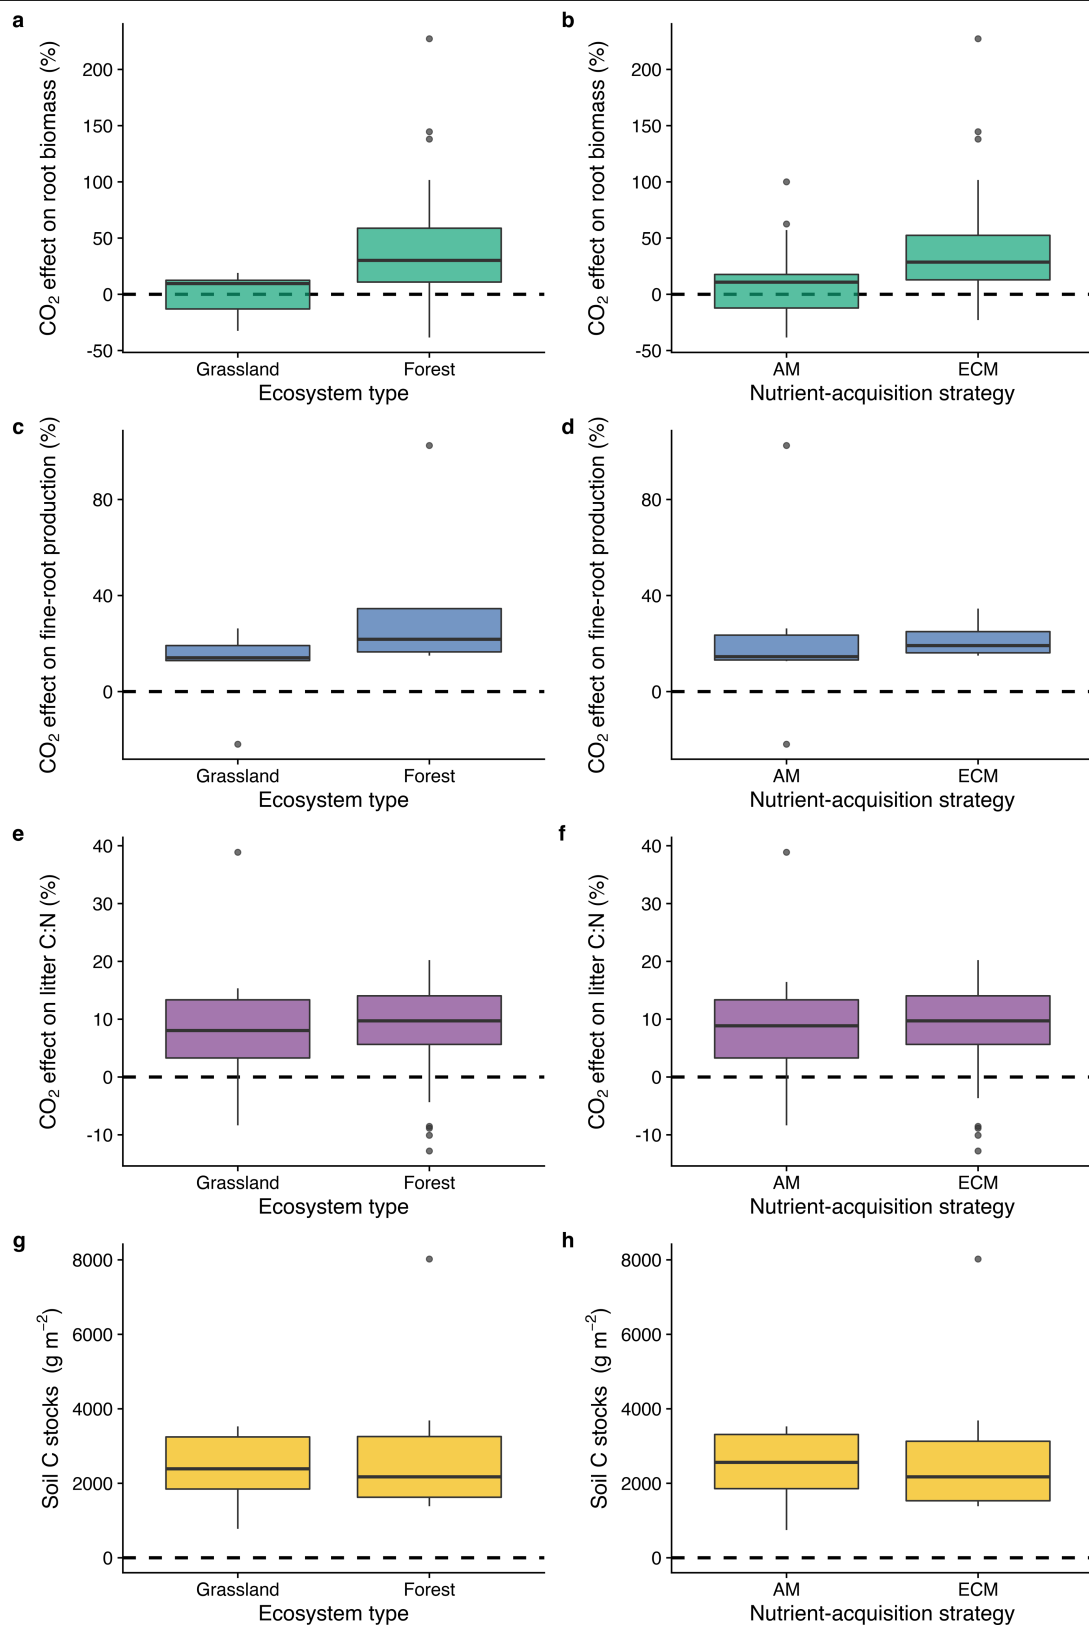 a
CO2 effect on root biomass (%)
200
150
100
50
0
-50
Grassland Forest
Ecosystem type
b
CO2 effect on root biomass (%)
200
150
100
50
0
-50
AM ECM
Nutrient-acquisition strategy
c
CO2 effect on fine-root production (%)
80
40
0
Grassland Forest
Ecosystem type
d
CO2 effect on fine-root production (%)
80
40
0
AM ECM
Nutrient-acquisition strategy
e
CO2 effect on litter C:N (%)
40
30
20
10
0
-10
Grassland Forest
Ecosystem type
f
CO2 effect on litter C:N (%)
40
30
20
10
0
-10
AM ECM
Nutrient-acquisition strategy
g
Soil C stocks (g m−2)
8000
6000
4000
2000
0
Grassland Forest
Ecosystem type
h
Soil C stocks (g m−2)
8000
6000
4000
2000
0
AM ECM
Nutrient-acquisition strategy